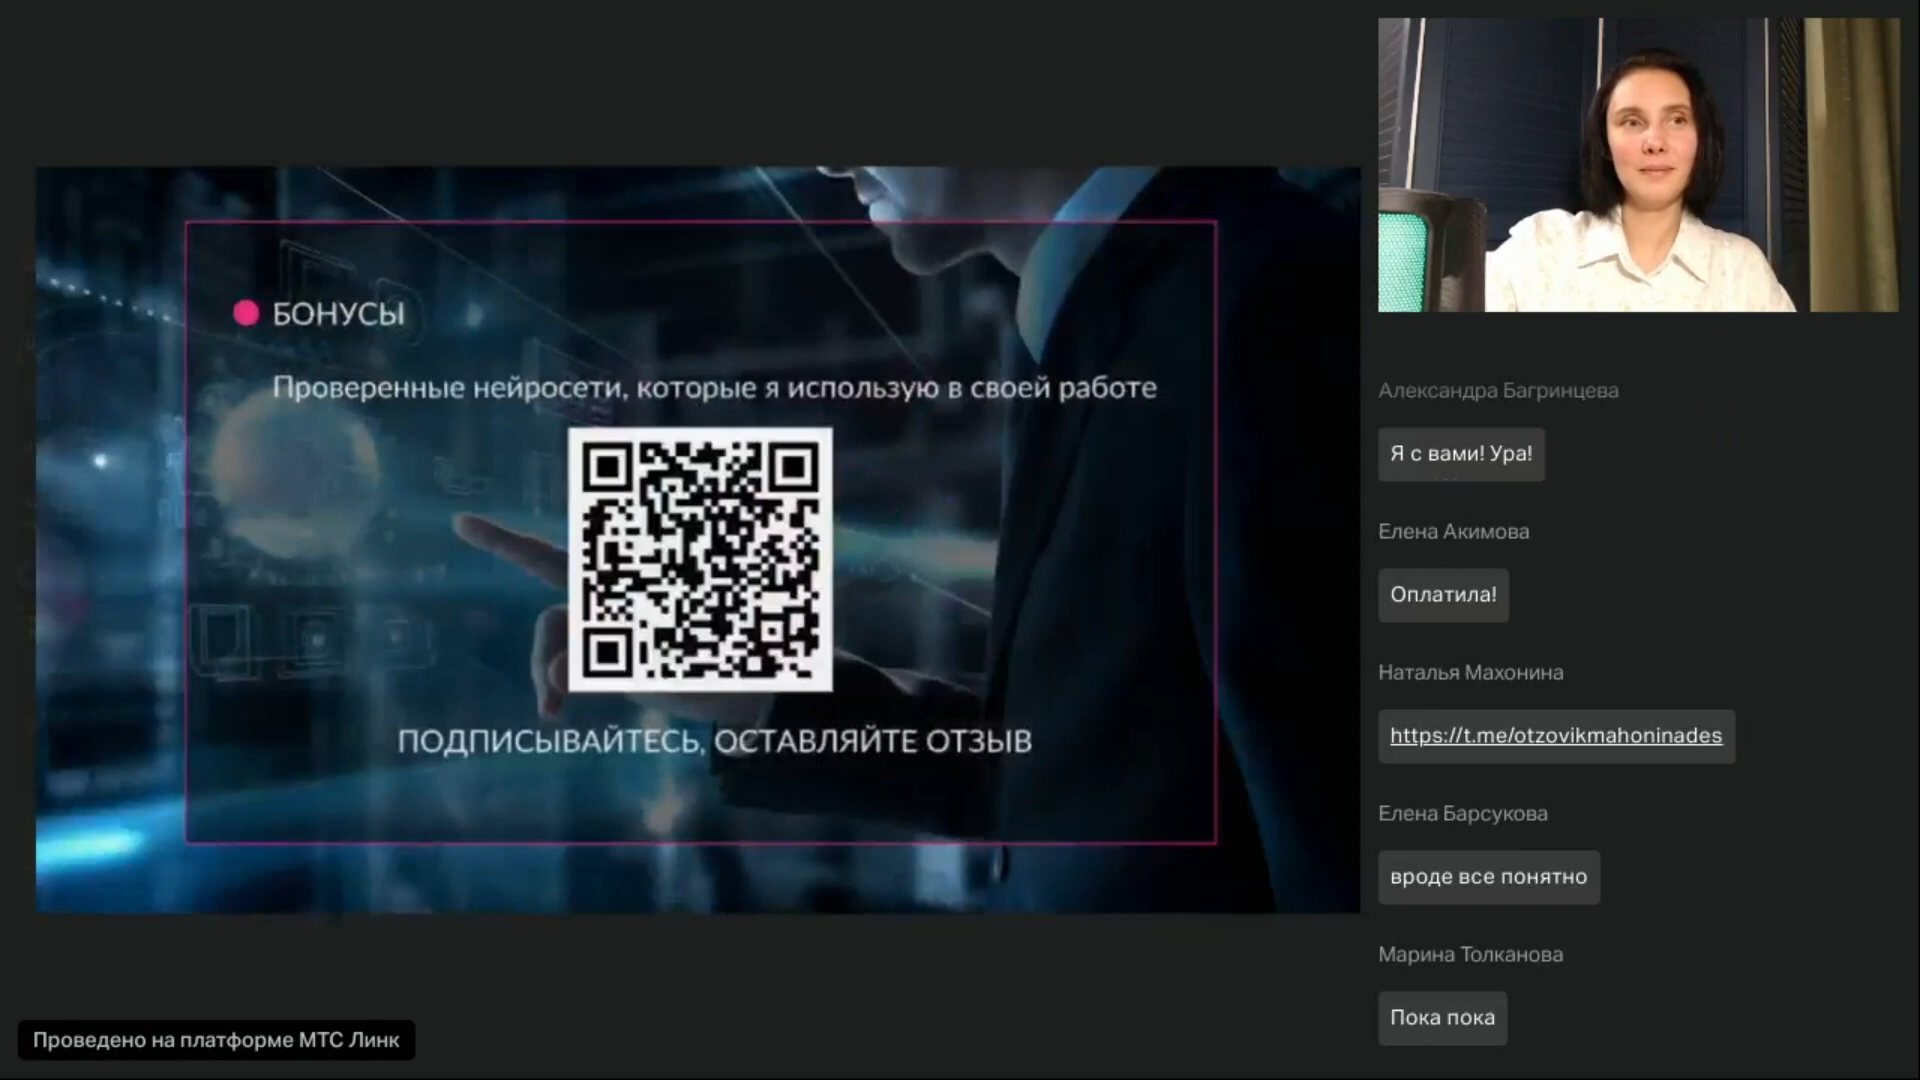 БОНУСЫ
Проверенные нейросети, которые я использую в своей работе
ПОДПИСЫВАЙТЕСЬ, ОСТАВЛЯЙТЕ ОТЗЫВ
Проведено на платформе МТС Линк
Александра Багринцева
Я с вами! Ура!
Елена Акимова
Оплатила!
Наталья Махонина
https://t.me/otzovikmahoninades
Елена Барсукова
вроде все понятно
Марина Толканова
Пока пока